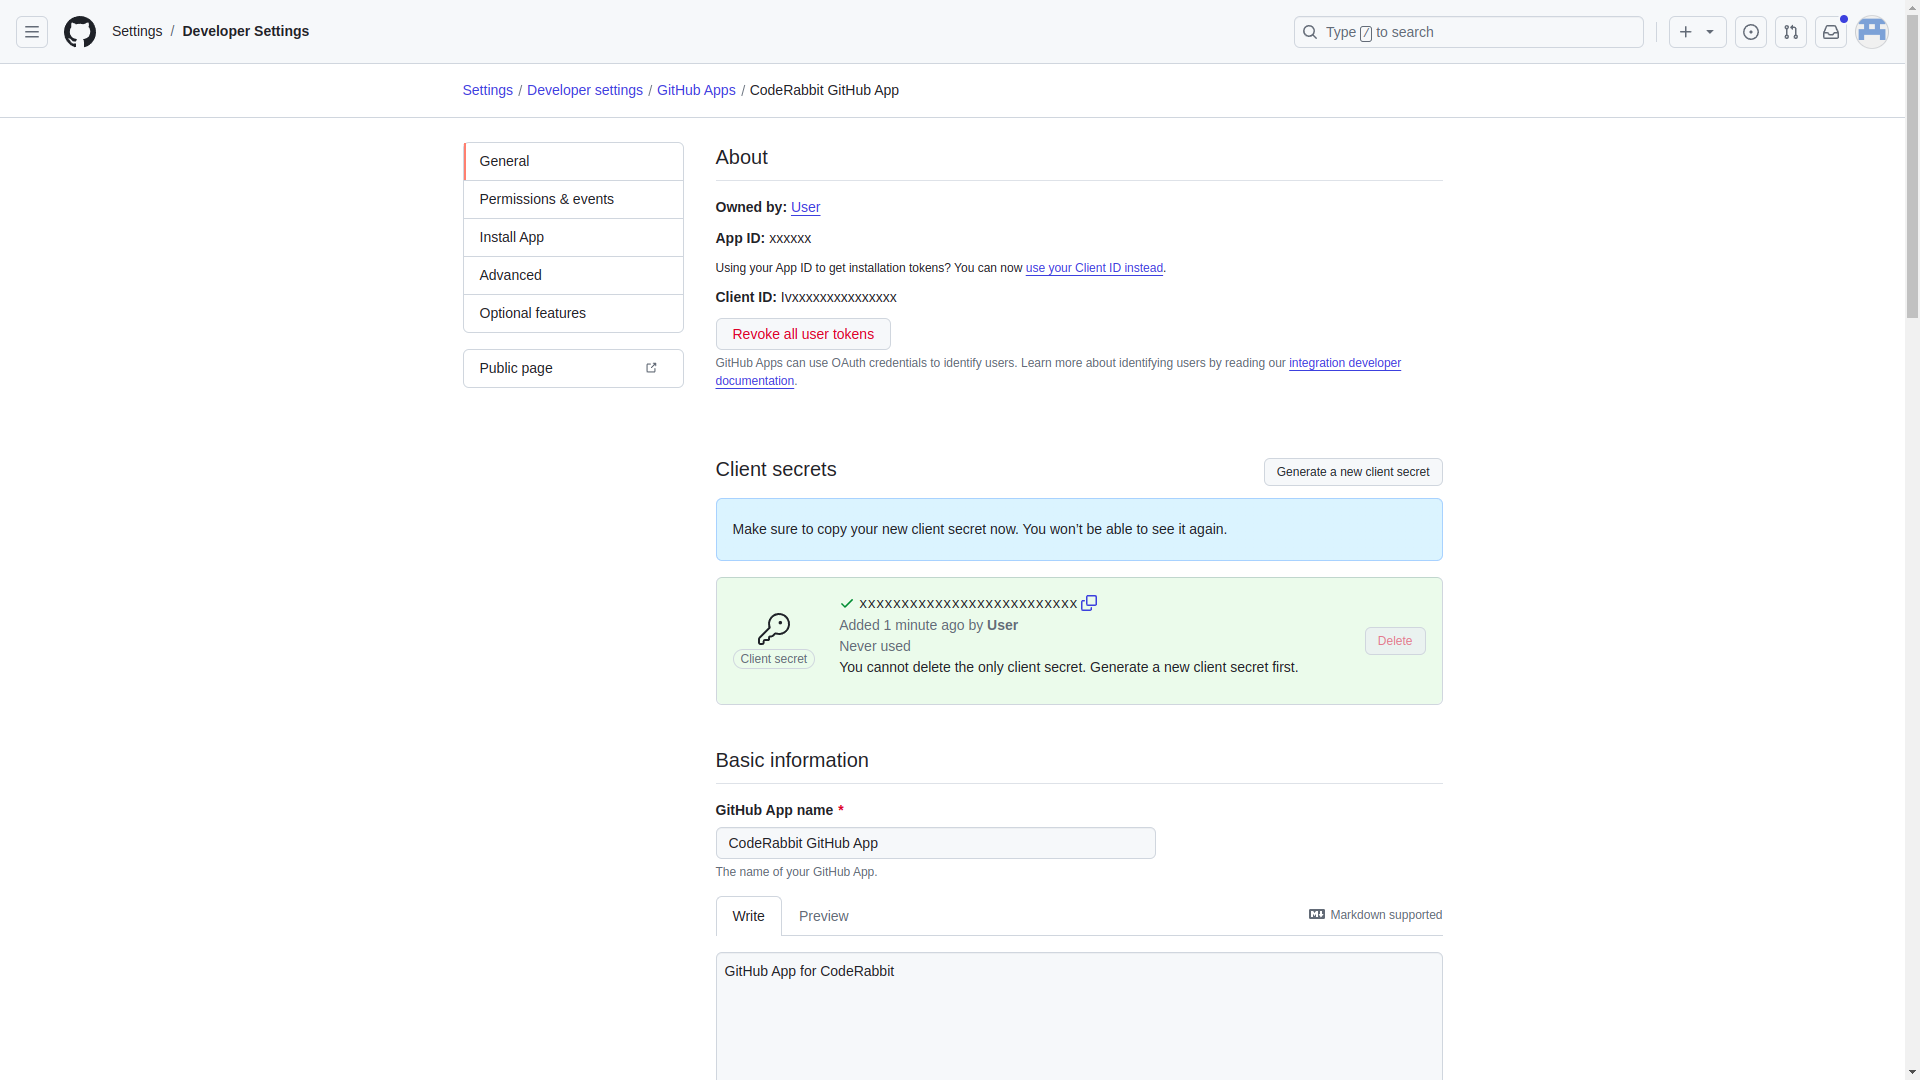 Settings / Developer Settings
Type / to search
Settings / Developer settings / GitHub Apps / CodeRabbit GitHub App
General
Permissions & events
Install App
Advanced
Optional features
Public page
About
Owned by: User
App ID: xxxxxx
Using your App ID to get installation tokens? You can now use your Client ID instead.
Client ID: Ivxxxxxxxxxxxxxxx
Revoke all user tokens
GitHub Apps can use OAuth credentials to identify users. Learn more about identifying users by reading our integration developer
documentation.
Client secrets
Generate a new client secret
Make sure to copy your new client secret now. You won’t be able to see it again.
xxxxxxxxxxxxxxxxxxxxxxxxxx
Added 1 minute ago by User
Never used
You cannot delete the only client secret. Generate a new client secret first.
Client secret
Delete
Basic information
GitHub App name *
CodeRabbit GitHub App
The name of your GitHub App.
Write
Preview
Markdown supported
GitHub App for CodeRabbit